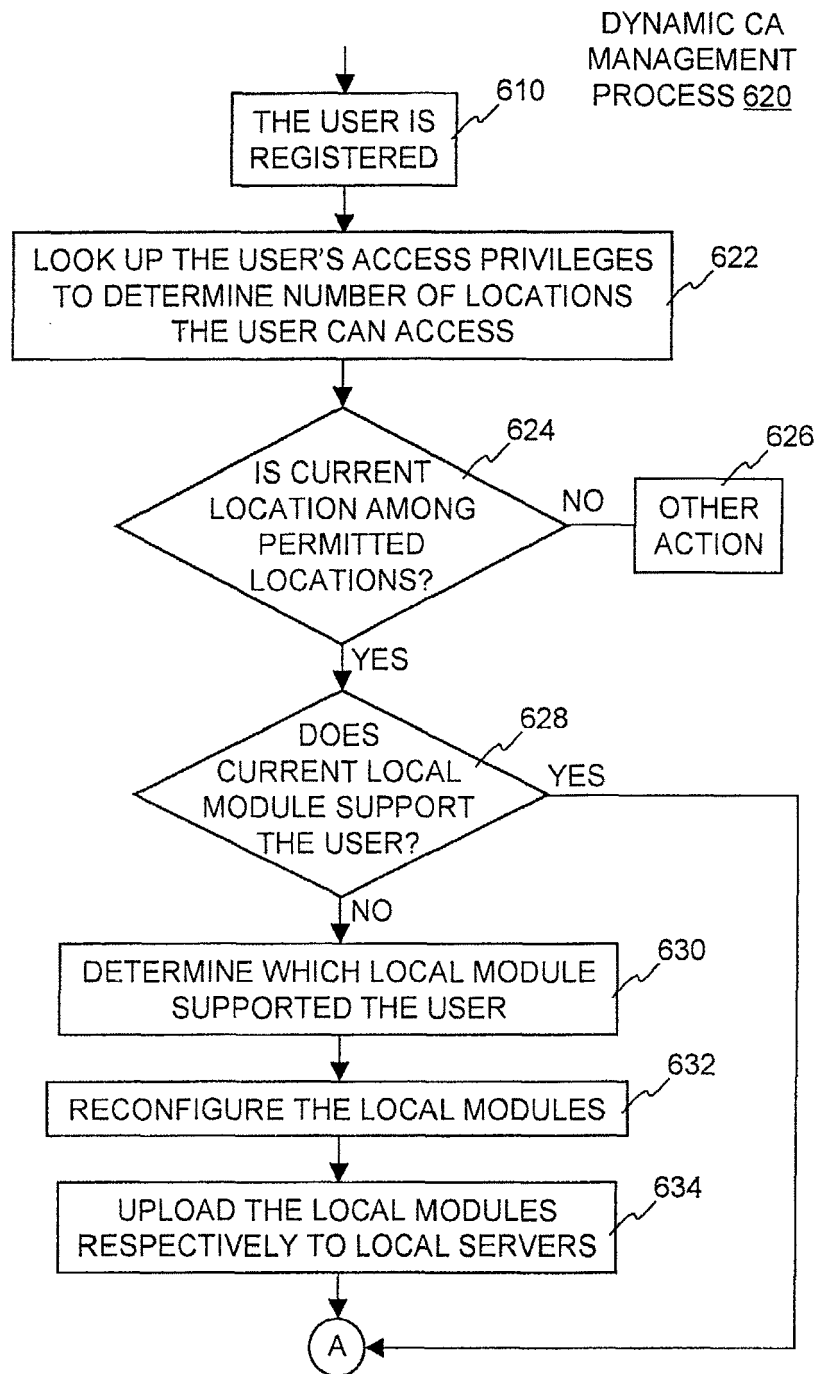 DYNAMIC CA
MANAGEMENT
PROCESS 620
610
THE USER IS
REGISTERED
622
LOOK UP THE USER'S ACCESS PRIVILEGES
TO DETERMINE NUMBER OF LOCATIONS
THE USER CAN ACCESS
624
IS CURRENT
LOCATION AMONG
PERMITTED
LOCATIONS?
NO
626
OTHER
ACTION
YES
628
DOES
CURRENT LOCAL
MODULE SUPPORT
THE USER?
YES
NO
630
DETERMINE WHICH LOCAL MODULE
SUPPORTED THE USER
632
RECONFIGURE THE LOCAL MODULES
634
UPLOAD THE LOCAL MODULES
RESPECTIVELY TO LOCAL SERVERS
A